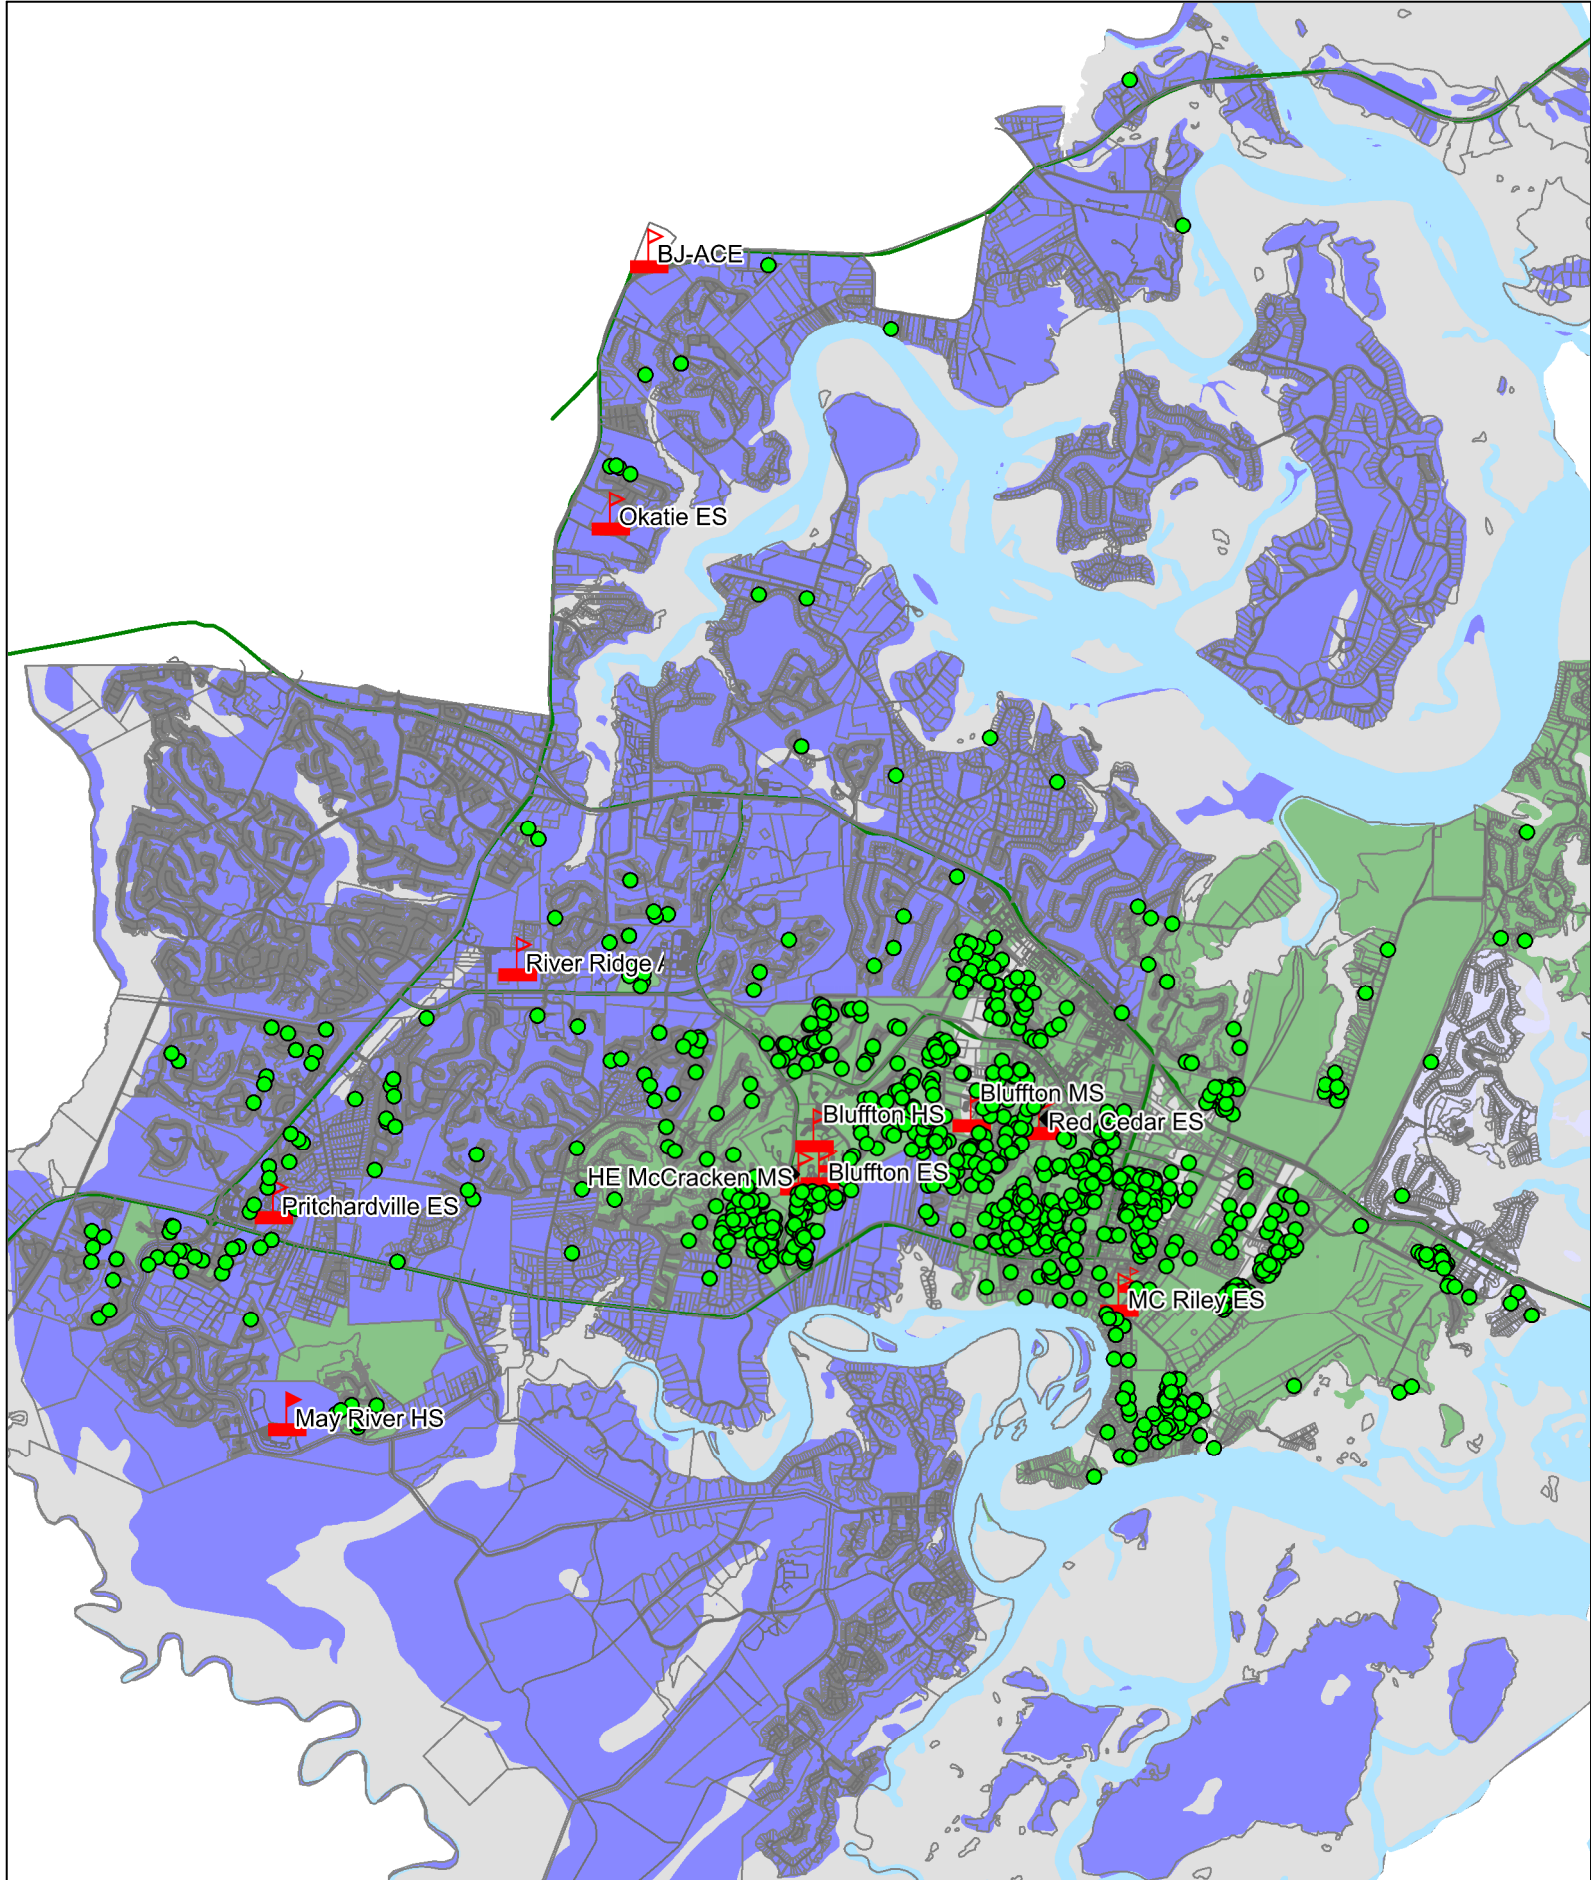 BJ-ACE
Okatie ES
River Ridge A
Bluffton MS
Bluffton HS
Red Cedar ES
HE McCracken MS
Bluffton ES
Pritchardville ES
MC Riley ES
May River HS